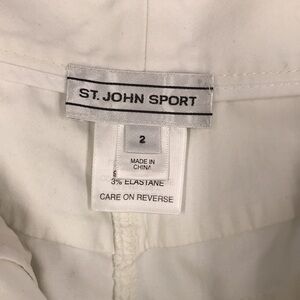 ST. JOHN SPORT
2
MADE IN
CHINA
3% ELASTANE
CARE ON REVERSE